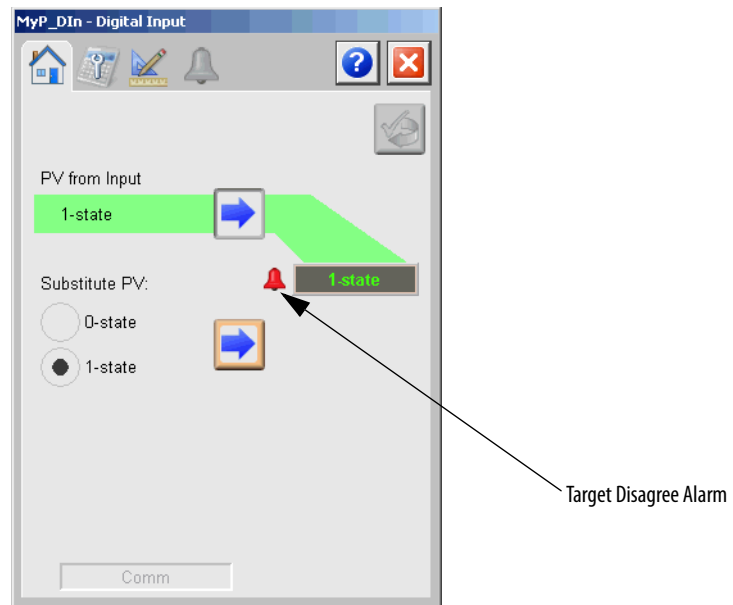 MyP_DIn - Digital Input
?
PV from Input
1-state
1-state
Substitute PV:
0-state
1-state
Target Disagree Alarm
Comm